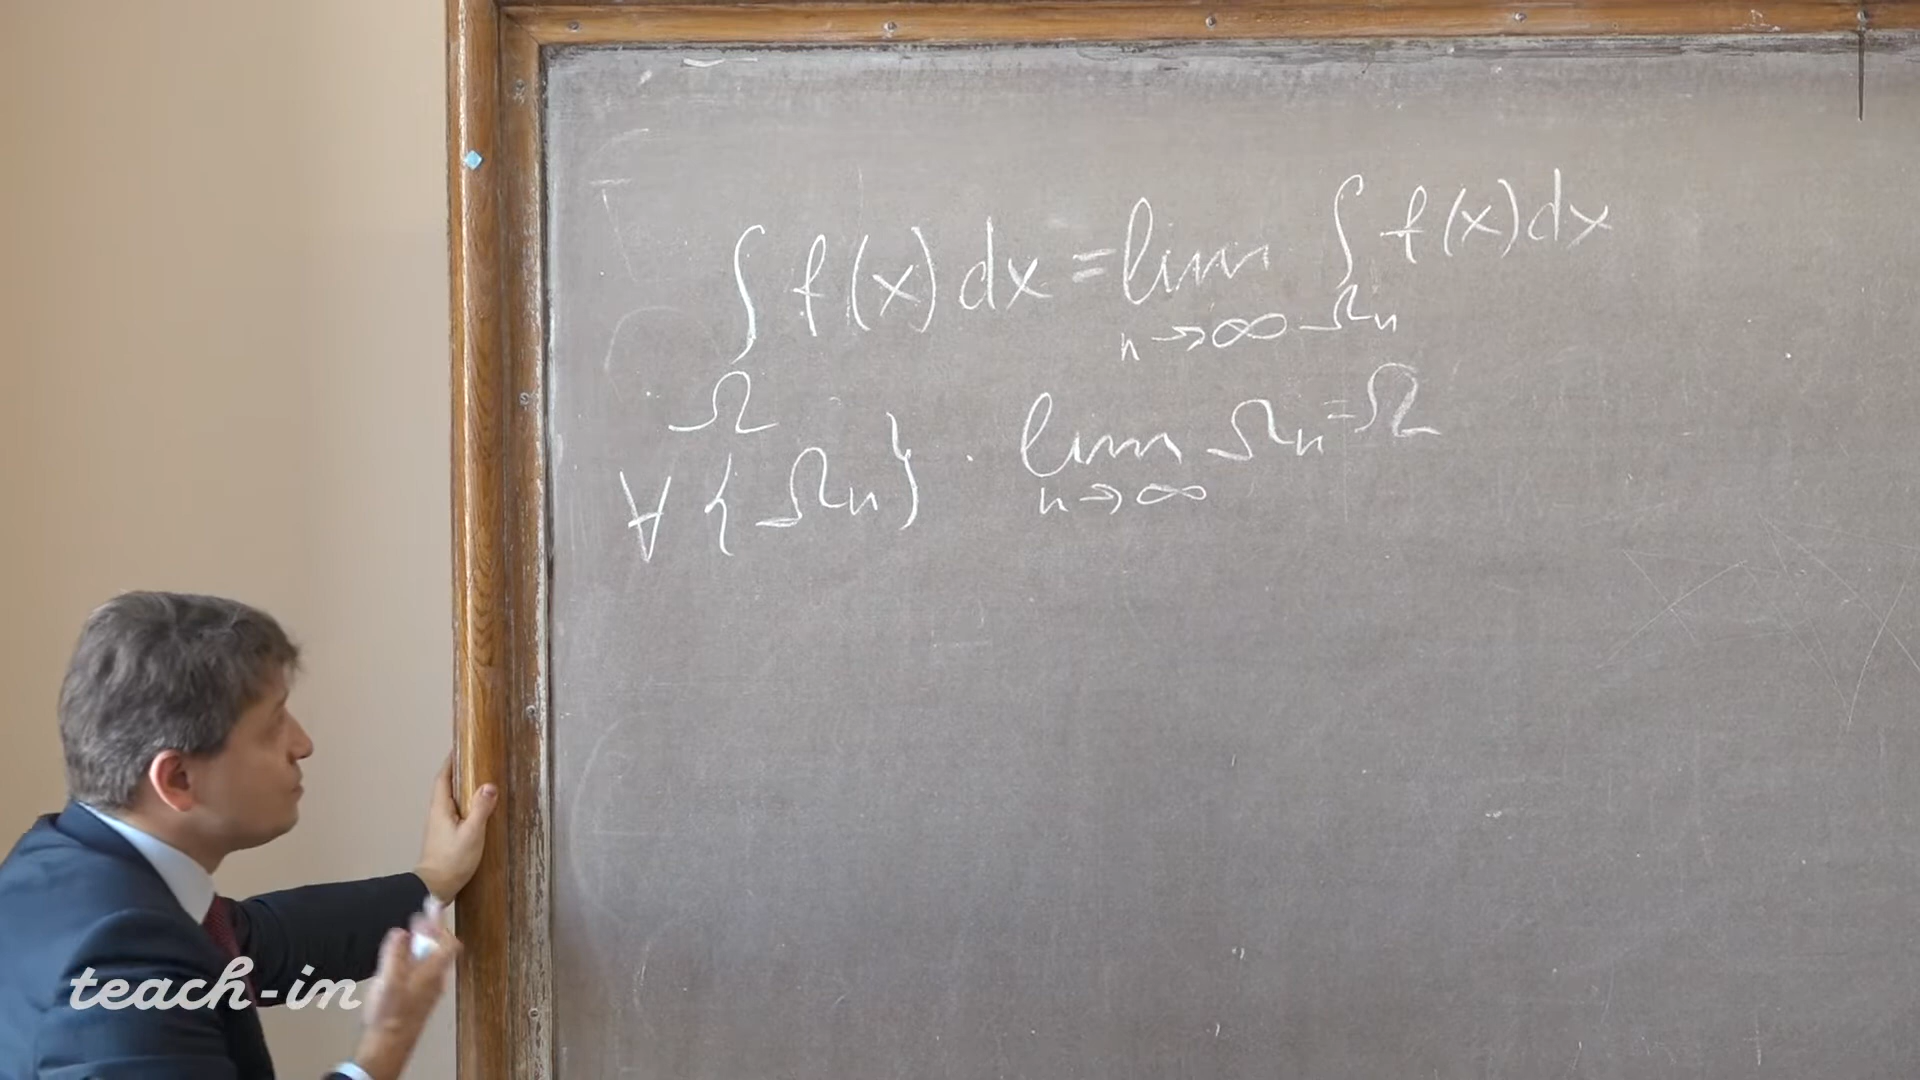 ∫ f(x) dx = lim ∫ f(x) dx
Ω n→∞ Ωn
∀ {Ωn} : lim Ωn = Ω
n→∞
teach-in